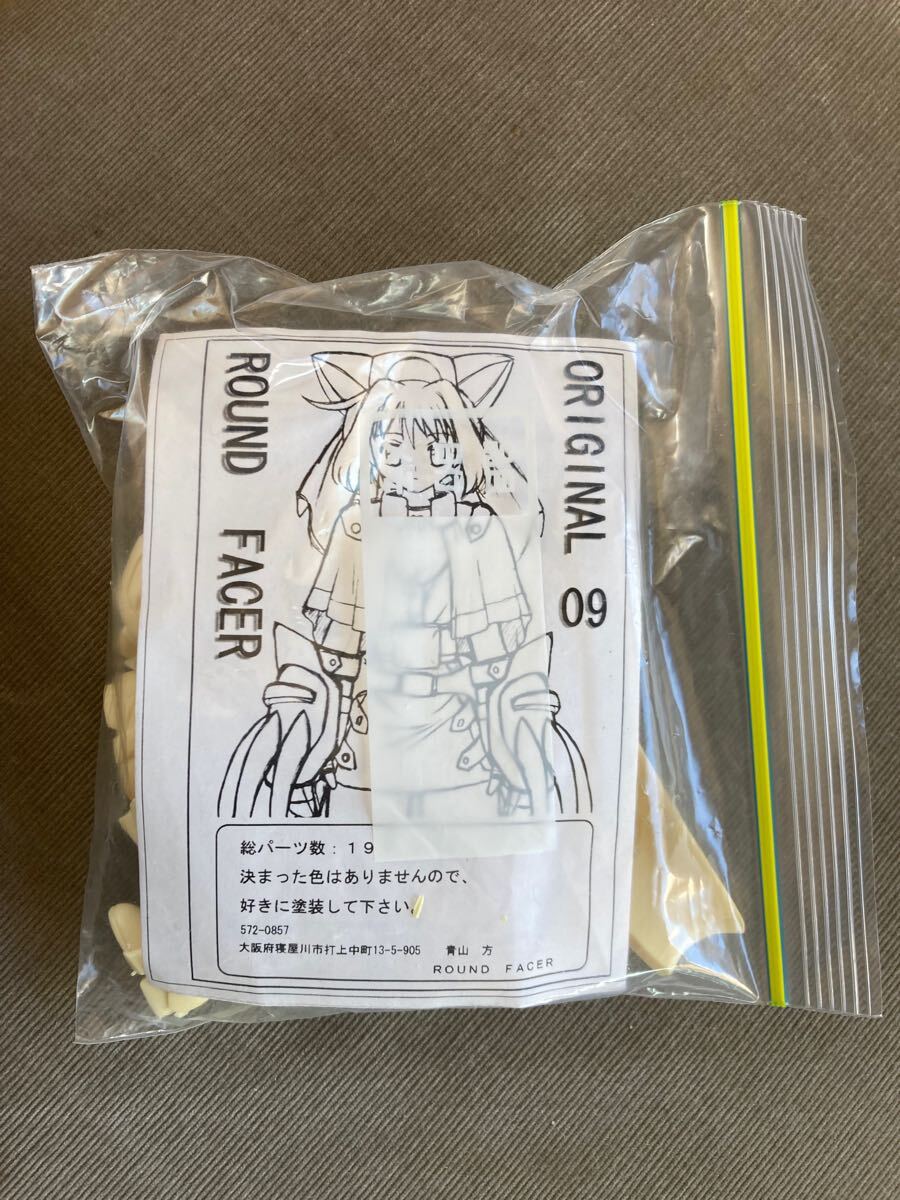 ROUND FACER
ORIGINAL 09
総パーツ数：１９
決まった色はありませんので、
好きに塗装して下さい。
572-0857
大阪府寝屋川市打上中町13-5-905 青山 方
ROUND FACER